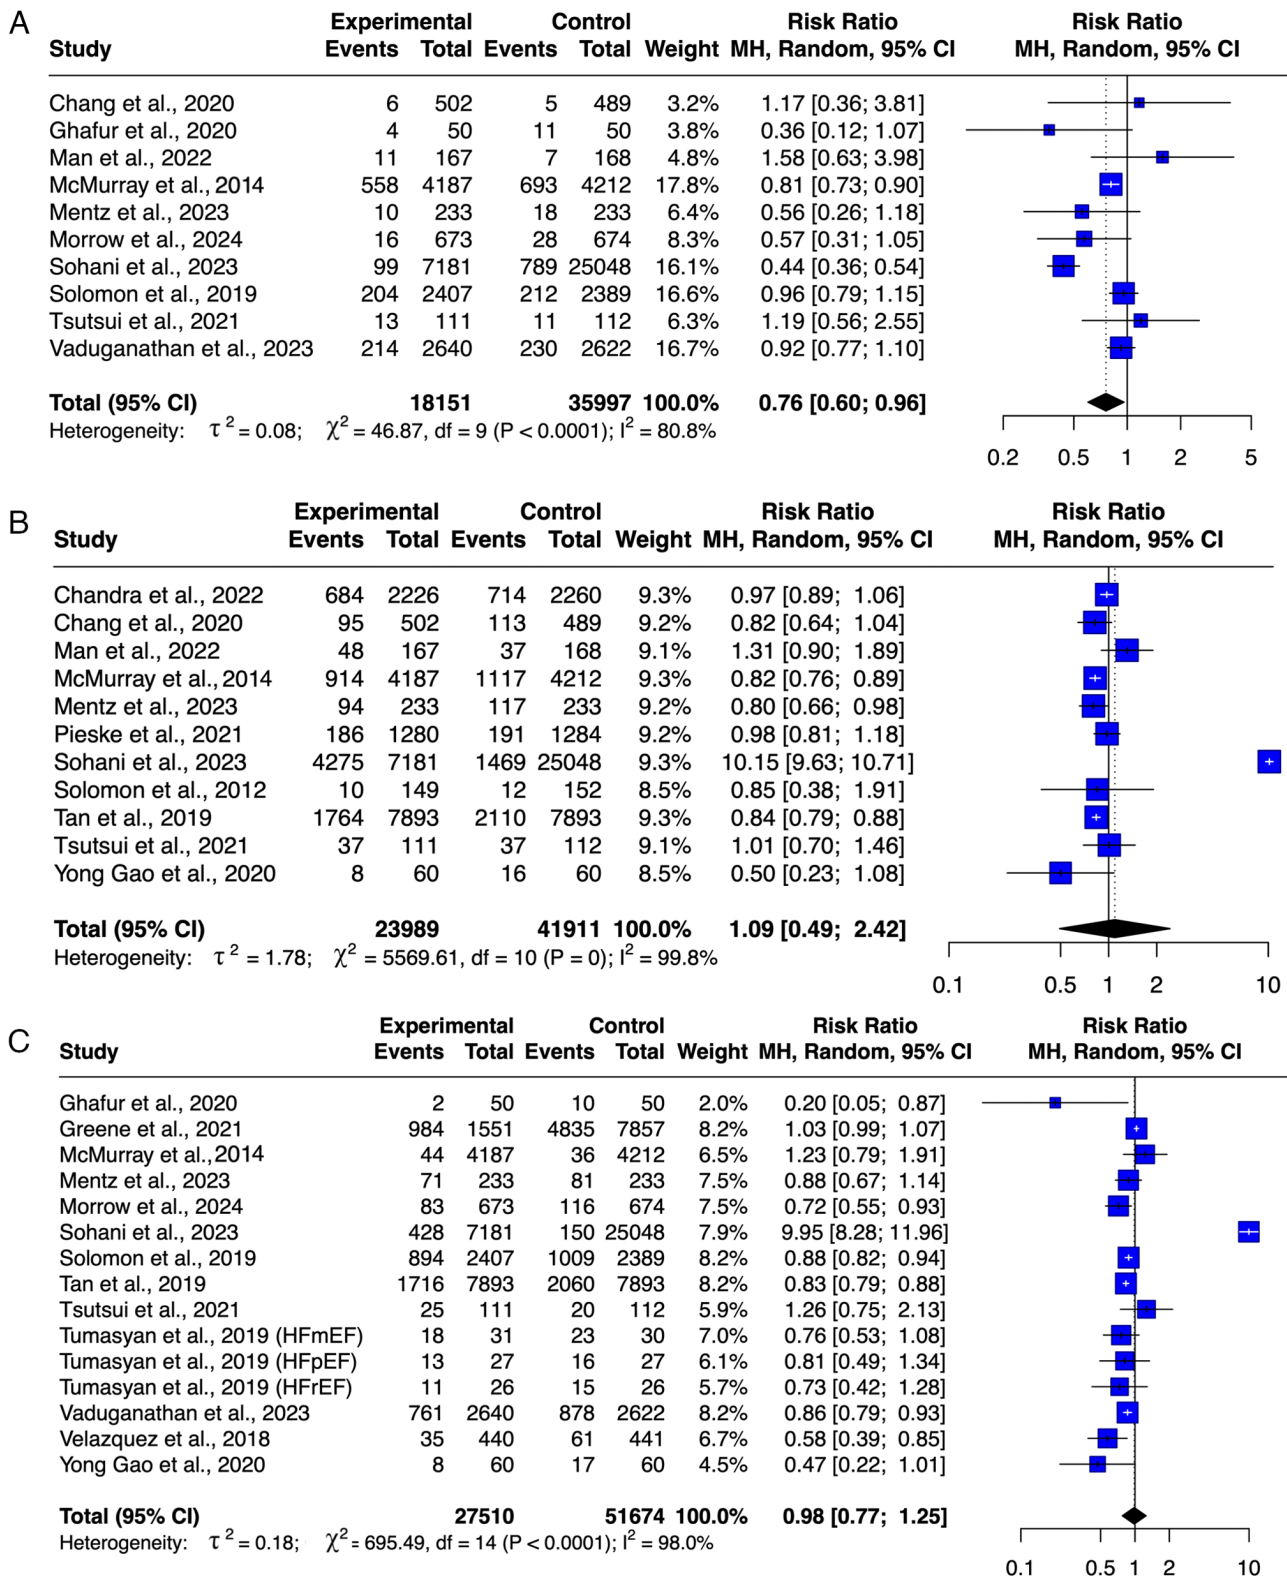 A
Experimental Control Risk Ratio Risk Ratio
Study Events Total Events Total Weight MH, Random, 95% CI MH, Random, 95% CI
Chang et al., 2020 6 502 5 489 3.2% 1.17 [0.36; 3.81]
Ghafur et al., 2020 4 50 11 50 3.8% 0.36 [0.12; 1.07]
Man et al., 2022 11 167 7 168 4.8% 1.58 [0.63; 3.98]
McMurray et al., 2014 558 4187 693 4212 17.8% 0.81 [0.73; 0.90]
Mentz et al., 2023 10 233 18 233 6.4% 0.56 [0.26; 1.18]
Morrow et al., 2024 16 673 28 674 8.3% 0.57 [0.31; 1.05]
Sohani et al., 2023 99 7181 789 25048 16.1% 0.44 [0.36; 0.54]
Solomon et al., 2019 204 2407 212 2389 16.6% 0.96 [0.79; 1.15]
Tsutsui et al., 2021 13 111 11 112 6.3% 1.19 [0.56; 2.55]
Vaduganathan et al., 2023 214 2640 230 2622 16.7% 0.92 [0.77; 1.10]
Total (95% CI) 18151 35997 100.0% 0.76 [0.60; 0.96]
Heterogeneity: τ² = 0.08; χ² = 46.87, df = 9 (P < 0.0001); I² = 80.8%
0.2 0.5 1 2 5
B
Experimental Control Risk Ratio Risk Ratio
Study Events Total Events Total Weight MH, Random, 95% CI MH, Random, 95% CI
Chandra et al., 2022 684 2226 714 2260 9.3% 0.97 [0.89; 1.06]
Chang et al., 2020 95 502 113 489 9.2% 0.82 [0.64; 1.04]
Man et al., 2022 48 167 37 168 9.1% 1.31 [0.90; 1.89]
McMurray et al., 2014 914 4187 1117 4212 9.3% 0.82 [0.76; 0.89]
Mentz et al., 2023 94 233 117 233 9.2% 0.80 [0.66; 0.98]
Pieske et al., 2021 186 1280 191 1284 9.2% 0.98 [0.81; 1.18]
Sohani et al., 2023 4275 7181 1469 25048 9.3% 10.15 [9.63; 10.71]
Solomon et al., 2012 10 149 12 152 8.5% 0.85 [0.38; 1.91]
Tan et al., 2019 1764 7893 2110 7893 9.3% 0.84 [0.79; 0.88]
Tsutsui et al., 2021 37 111 37 112 9.1% 1.01 [0.70; 1.46]
Yong Gao et al., 2020 8 60 16 60 8.5% 0.50 [0.23; 1.08]
Total (95% CI) 23989 41911 100.0% 1.09 [0.49; 2.42]
Heterogeneity: τ² = 1.78; χ² = 5569.61, df = 10 (P = 0); I² = 99.8%
0.1 0.5 1 2 10
C
Experimental Control Risk Ratio Risk Ratio
Study Events Total Events Total Weight MH, Random, 95% CI MH, Random, 95% CI
Ghafur et al., 2020 2 50 10 50 2.0% 0.20 [0.05; 0.87]
Greene et al., 2021 984 1551 4835 7857 8.2% 1.03 [0.99; 1.07]
McMurray et al., 2014 44 4187 36 4212 6.5% 1.23 [0.79; 1.91]
Mentz et al., 2023 71 233 81 233 7.5% 0.88 [0.67; 1.14]
Morrow et al., 2024 83 673 116 674 7.5% 0.72 [0.55; 0.93]
Sohani et al., 2023 428 7181 150 25048 7.9% 9.95 [8.28; 11.96]
Solomon et al., 2019 894 2407 1009 2389 8.2% 0.88 [0.82; 0.94]
Tan et al., 2019 1716 7893 2060 7893 8.2% 0.83 [0.79; 0.88]
Tsutsui et al., 2021 25 111 20 112 5.9% 1.26 [0.75; 2.13]
Tumasyan et al., 2019 (HFmEF) 18 31 23 30 7.0% 0.76 [0.53; 1.08]
Tumasyan et al., 2019 (HFpEF) 13 27 16 27 6.1% 0.81 [0.49; 1.34]
Tumasyan et al., 2019 (HFrEF) 11 26 15 26 5.7% 0.73 [0.42; 1.28]
Vaduganathan et al., 2023 761 2640 878 2622 8.2% 0.86 [0.79; 0.93]
Velazquez et al., 2018 35 440 61 441 6.7% 0.58 [0.39; 0.85]
Yong Gao et al., 2020 8 60 17 60 4.5% 0.47 [0.22; 1.01]
Total (95% CI) 27510 51674 100.0% 0.98 [0.77; 1.25]
Heterogeneity: τ² = 0.18; χ² = 695.49, df = 14 (P < 0.0001); I² = 98.0%
0.1 0.5 1 2 10